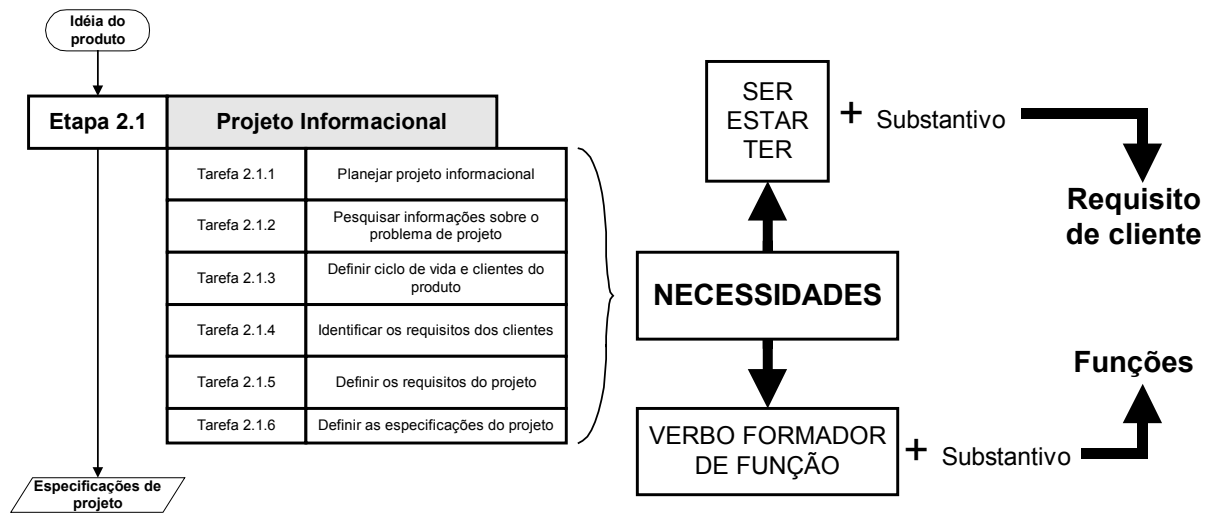 Idéia do
produto
Etapa 2.1
Projeto Informacional
Tarefa 2.1.1
Planejar projeto informacional
Tarefa 2.1.2
Pesquisar informações sobre o
problema de projeto
Tarefa 2.1.3
Definir ciclo de vida e clientes do
produto
Tarefa 2.1.4
Identificar os requisitos dos clientes
Tarefa 2.1.5
Definir os requisitos do projeto
Tarefa 2.1.6
Definir as especificações do projeto
Especificações de
projeto
SER
ESTAR
TER
+ Substantivo
Requisito
de cliente
NECESSIDADES
Funções
VERBO FORMADOR
DE FUNÇÃO
+ Substantivo